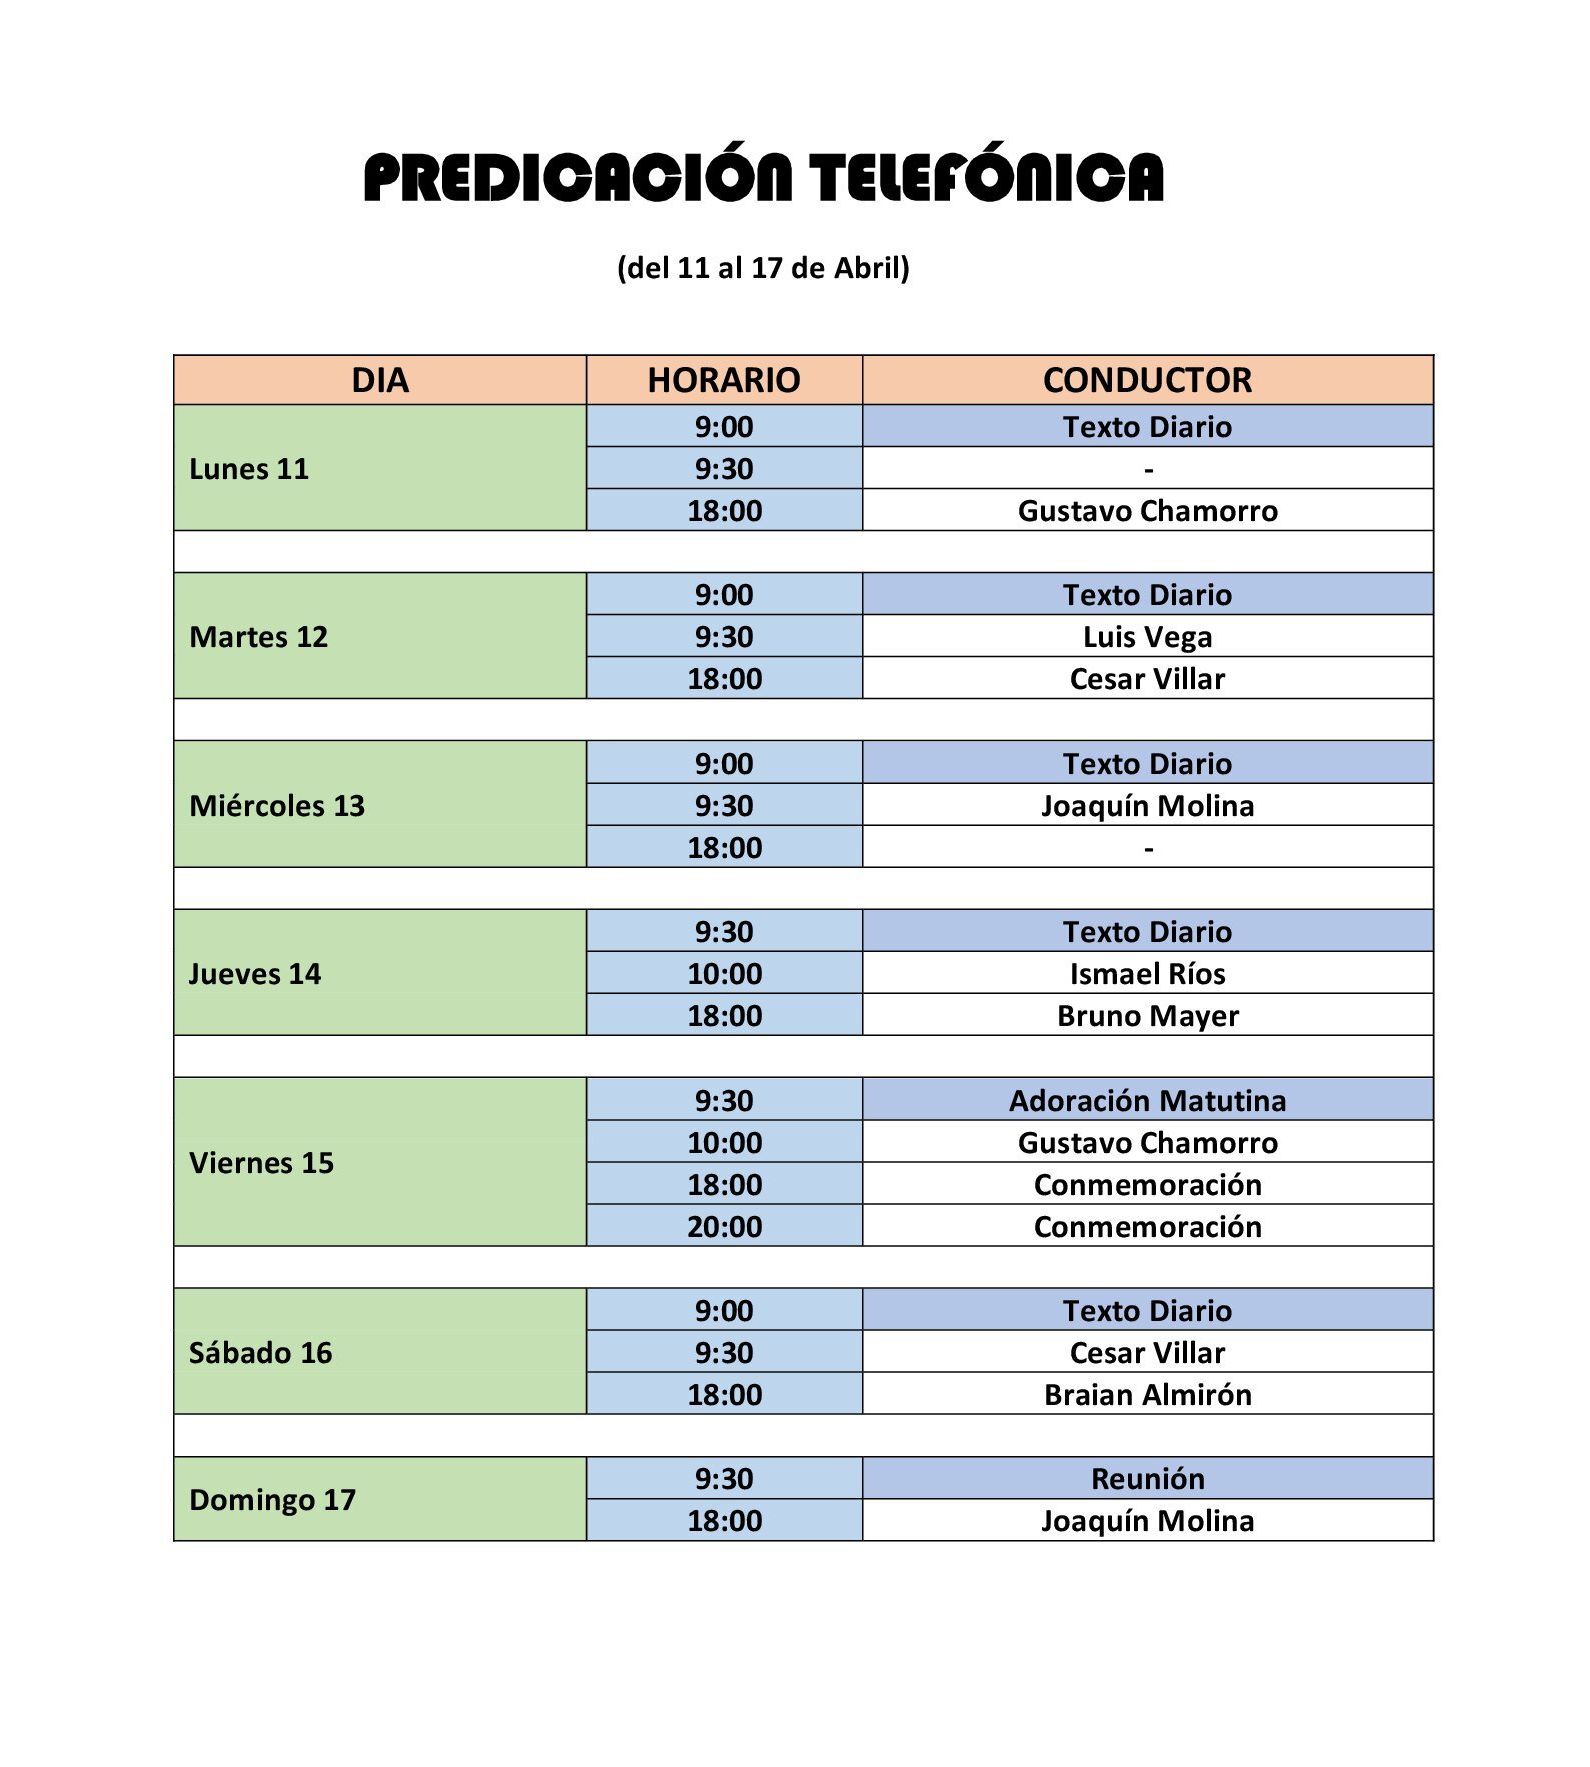 PREDICACIÓN TELEFÓNICA
(del 11 al 17 de Abril)
DIA HORARIO CONDUCTOR
Lunes 11
9:00 Texto Diario
9:30 -
18:00 Gustavo Chamorro
Martes 12
9:00 Texto Diario
9:30 Luis Vega
18:00 Cesar Villar
Miércoles 13
9:00 Texto Diario
9:30 Joaquín Molina
18:00 -
Jueves 14
9:30 Texto Diario
10:00 Ismael Ríos
18:00 Bruno Mayer
Viernes 15
9:30 Adoración Matutina
10:00 Gustavo Chamorro
18:00 Conmemoración
20:00 Conmemoración
Sábado 16
9:00 Texto Diario
9:30 Cesar Villar
18:00 Braian Almirón
Domingo 17
9:30 Reunión
18:00 Joaquín Molina